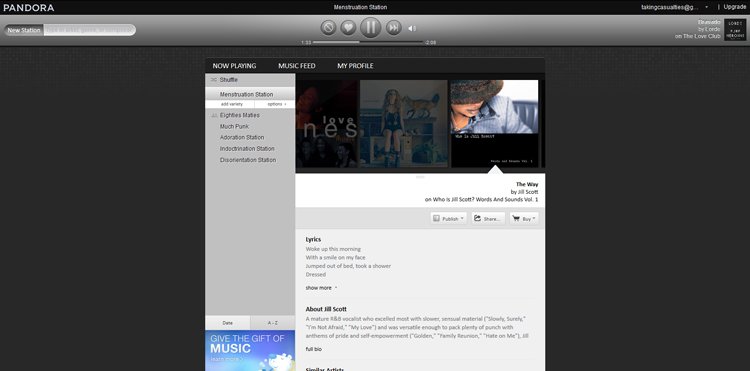 PANDORA
Menstruation Station
takingcasualties@g...
Upgrade
New Station
Type in artist, genre, or composer
1:33
-2:08
Bravado
by Lorde
on The Love Club
NOW PLAYING
MUSIC FEED
MY PROFILE
Shuffle
Menstruation Station
add variety
options
Eighties Maties
Much Punk
Adoration Station
Indoctrination Station
Disorientation Station
love
nes
Who Is Jill Scott?
Words And Sounds Vol. 1
The Way
by Jill Scott
on Who Is Jill Scott? Words And Sounds Vol. 1
Publish
Share...
Buy
Lyrics
Woke up this morning
With a smile on my face
Jumped out of bed, took a shower
Dressed
show more
About Jill Scott
A mature R&B vocalist who excelled most with slower, sensual material ("Slowly, Surely,"
"I'm Not Afraid," "My Love") and was versatile enough to pack plenty of punch with
anthems of pride and self-empowerment ("Golden," "Family Reunion," "Hate on Me"), Jill
full bio
Similar Artists
Date
A - Z
GIVE THE GIFT OF
MUSIC
learn more